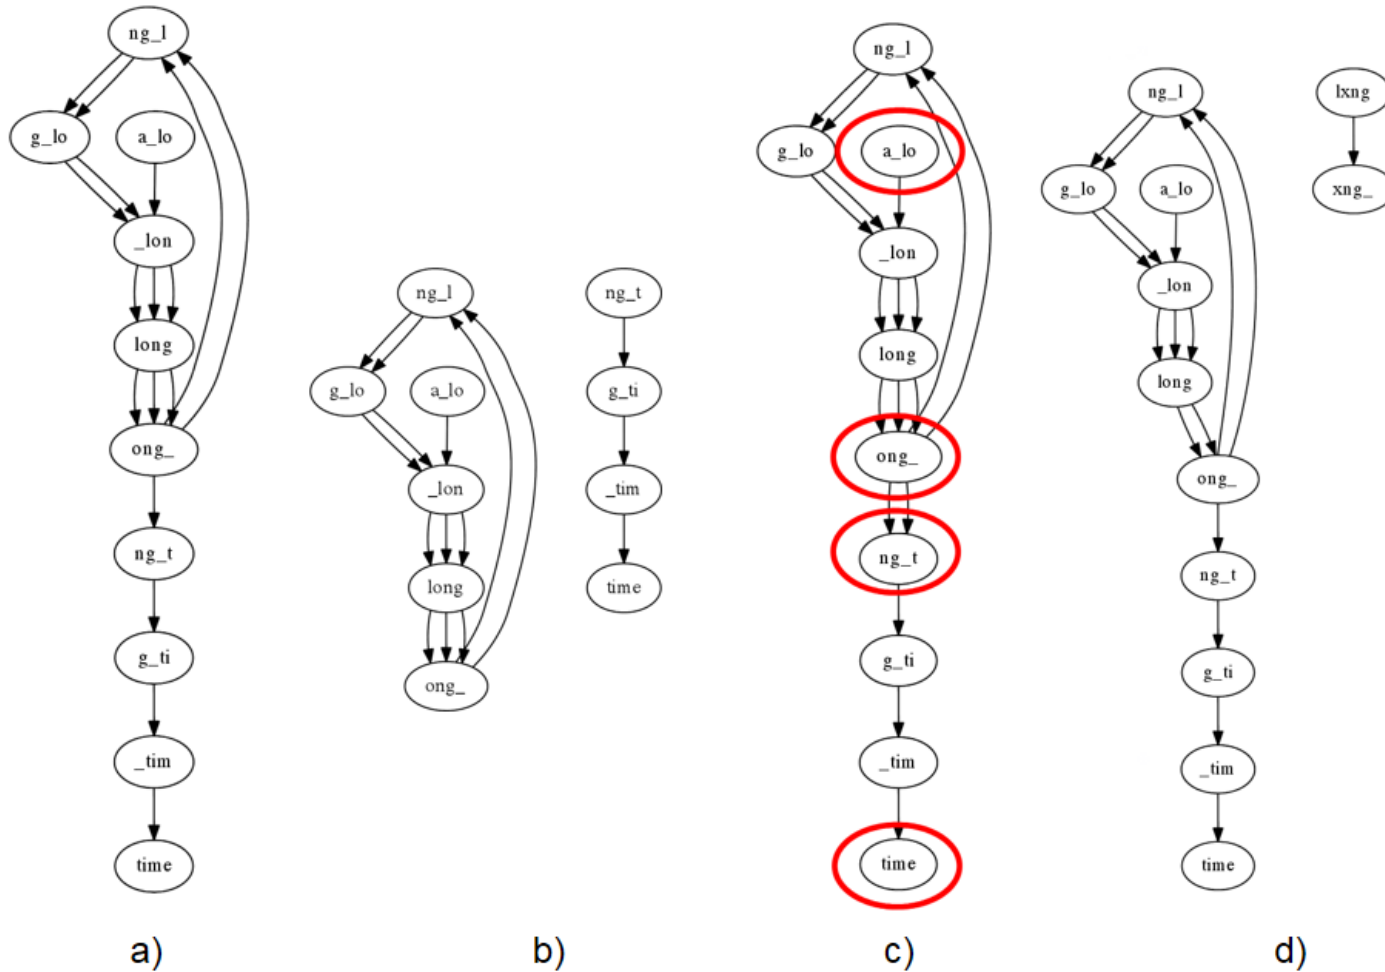 ng_l
g_lo
a_lo
_lon
long
ong_
ng_t
g_ti
_tim
time
a)
ng_l
ng_t
g_lo
a_lo
g_ti
_lon
_tim
long
time
ong_
b)
ng_l
g_lo
a_lo
_lon
long
ong_
ng_t
g_ti
_tim
time
c)
ng_l
lxng
g_lo
a_lo
xng_
_lon
long
ong_
ng_t
g_ti
_tim
time
d)